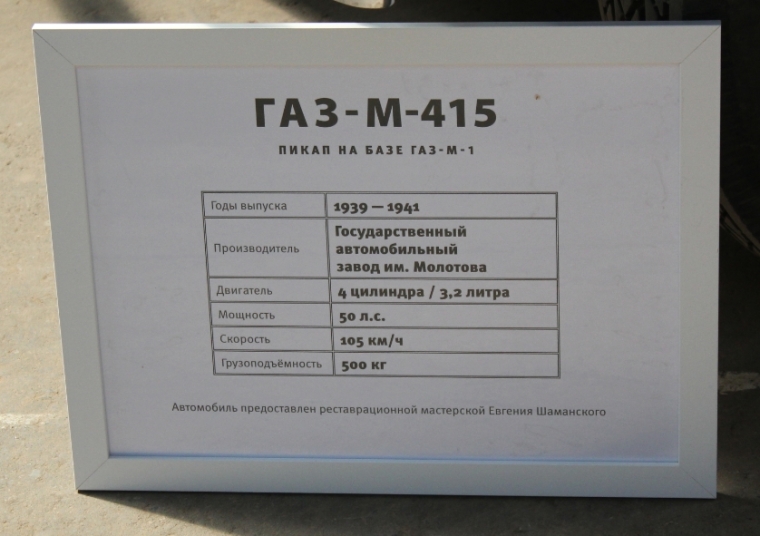 ГАЗ-М-415
ПИКАП НА БАЗЕ ГАЗ-М-1
Годы выпуска 1939 — 1941
Производитель Государственный
автомобильный
завод им. Молотова
Двигатель 4 цилиндра / 3,2 литра
Мощность 50 л.с.
Скорость 105 км/ч
Грузоподъёмность 500 кг
Автомобиль предоставлен реставрационной мастерской Евгения Шаманского